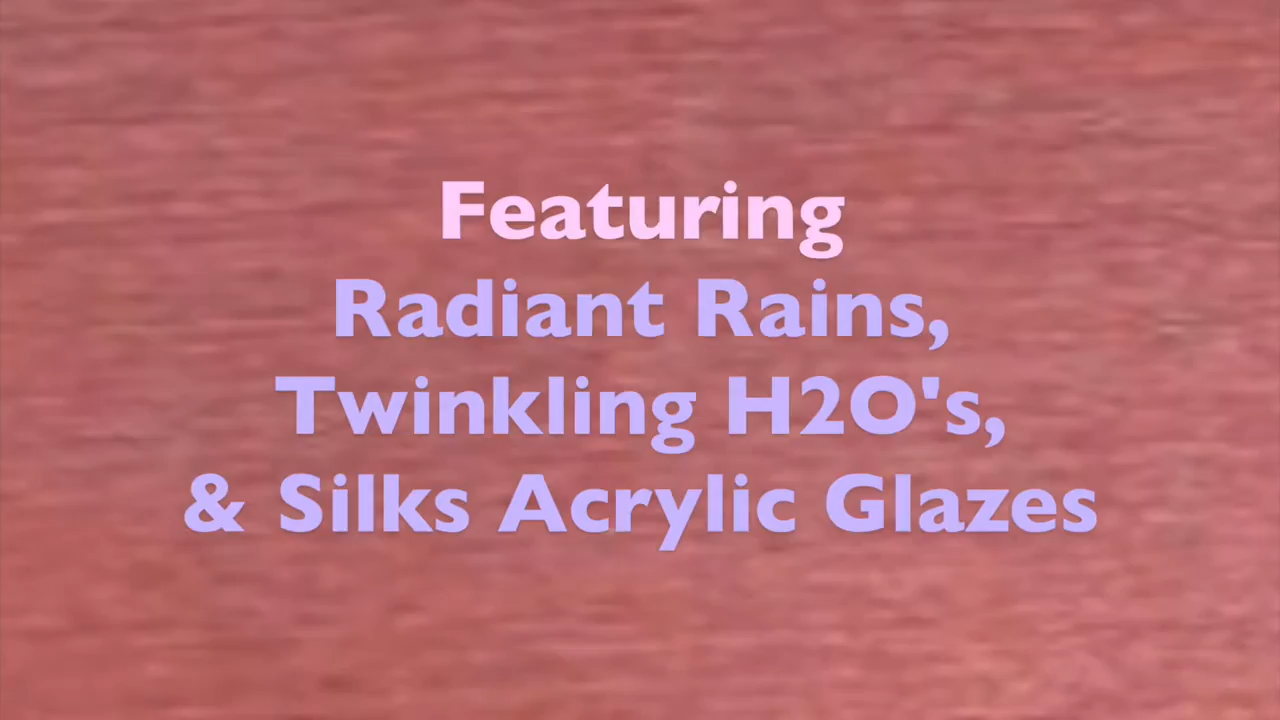 Featuring
Radiant Rains,
Twinkling H2O's,
& Silks Acrylic Glazes